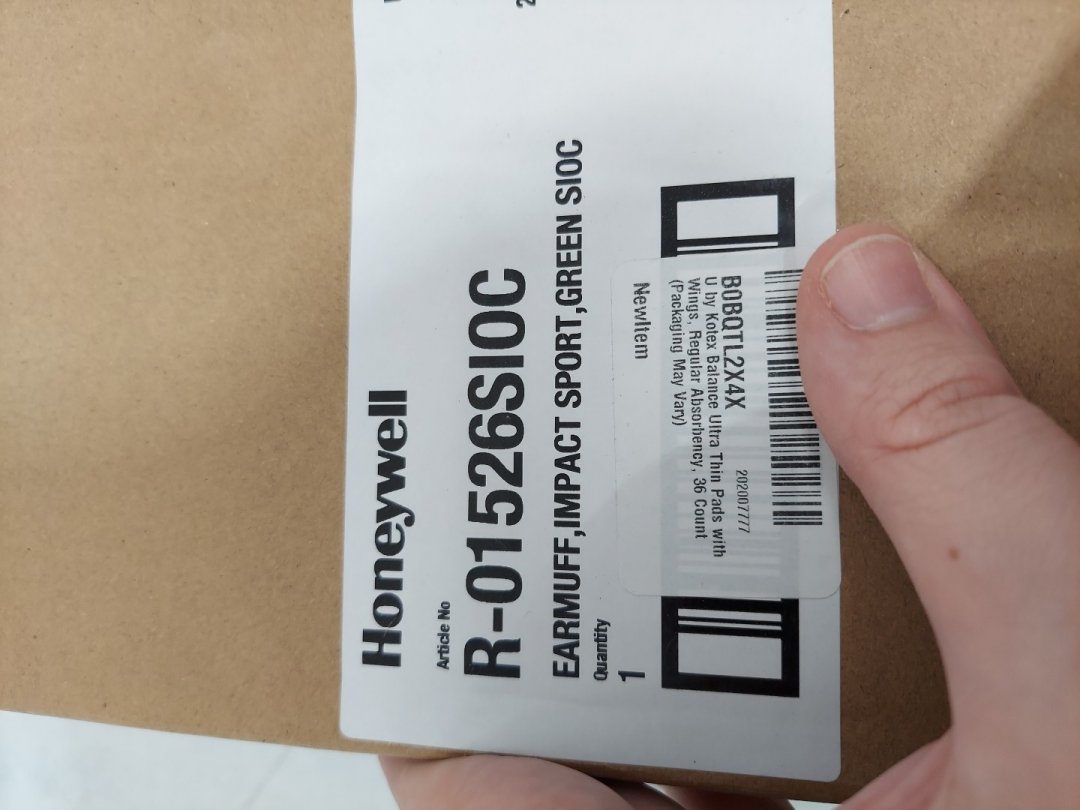 Honeywell
Article No
R-01526SIOC
EARMUFF,IMPACT SPORT,GREEN SIOC
Quantity
1
NewItem
B0BQTL2X4X
U by Kotex Balance Ultra Thin Pads with
Wings, Regular Absorbency, 36 Count
(Packaging May Vary)
202007777